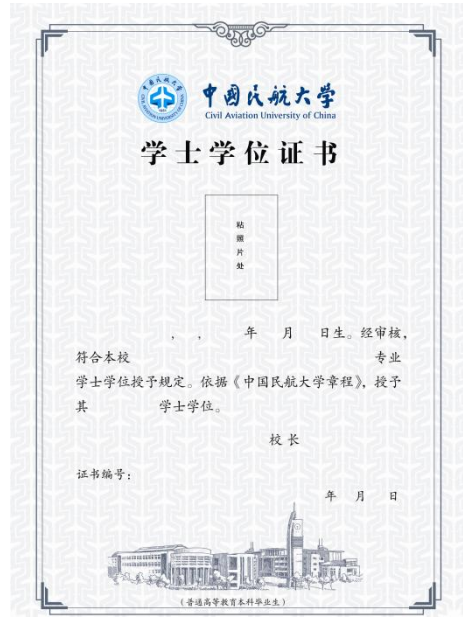 中國民航大学
Civil Aviation University of China
学士学位证书
粘
照
片
处
， ， 年 月 日生。经审核，
符合本校 专业
学士学位授予规定。依据《中国民航大学章程》，授予
其 学士学位。
校 长
证书编号：
年 月 日
（普通高等教育本科毕业生）